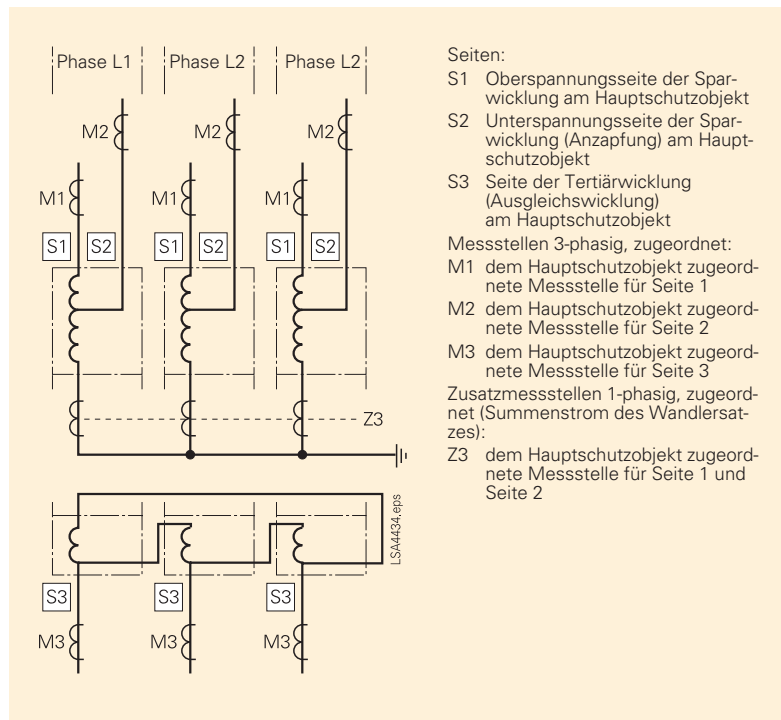 Phase L1 Phase L2 Phase L2
M2 M2 M2
M1 M1 M1
S1 S2 S1 S2 S1 S2
Z3
LSA4434.eps
S3 S3 S3
M3 M3 M3
Seiten:
S1 Oberspannungsseite der Spar-
wicklung am Hauptschutzobjekt
S2 Unterspannungsseite der Spar-
wicklung (Anzapfung) am Haupt-
schutzobjekt
S3 Seite der Tertiärwicklung
(Ausgleichswicklung)
am Hauptschutzobjekt
Messstellen 3-phasig, zugeordnet:
M1 dem Hauptschutzobjekt zugeord-
nete Messstelle für Seite 1
M2 dem Hauptschutzobjekt zugeord-
nete Messstelle für Seite 2
M3 dem Hauptschutzobjekt zugeord-
nete Messstelle für Seite 3
Zusatzmessstellen 1-phasig, zugeord-
net (Summenstrom des Wandlersat-
zes):
Z3 dem Hauptschutzobjekt zugeord-
nete Messstelle für Seite 1 und
Seite 2